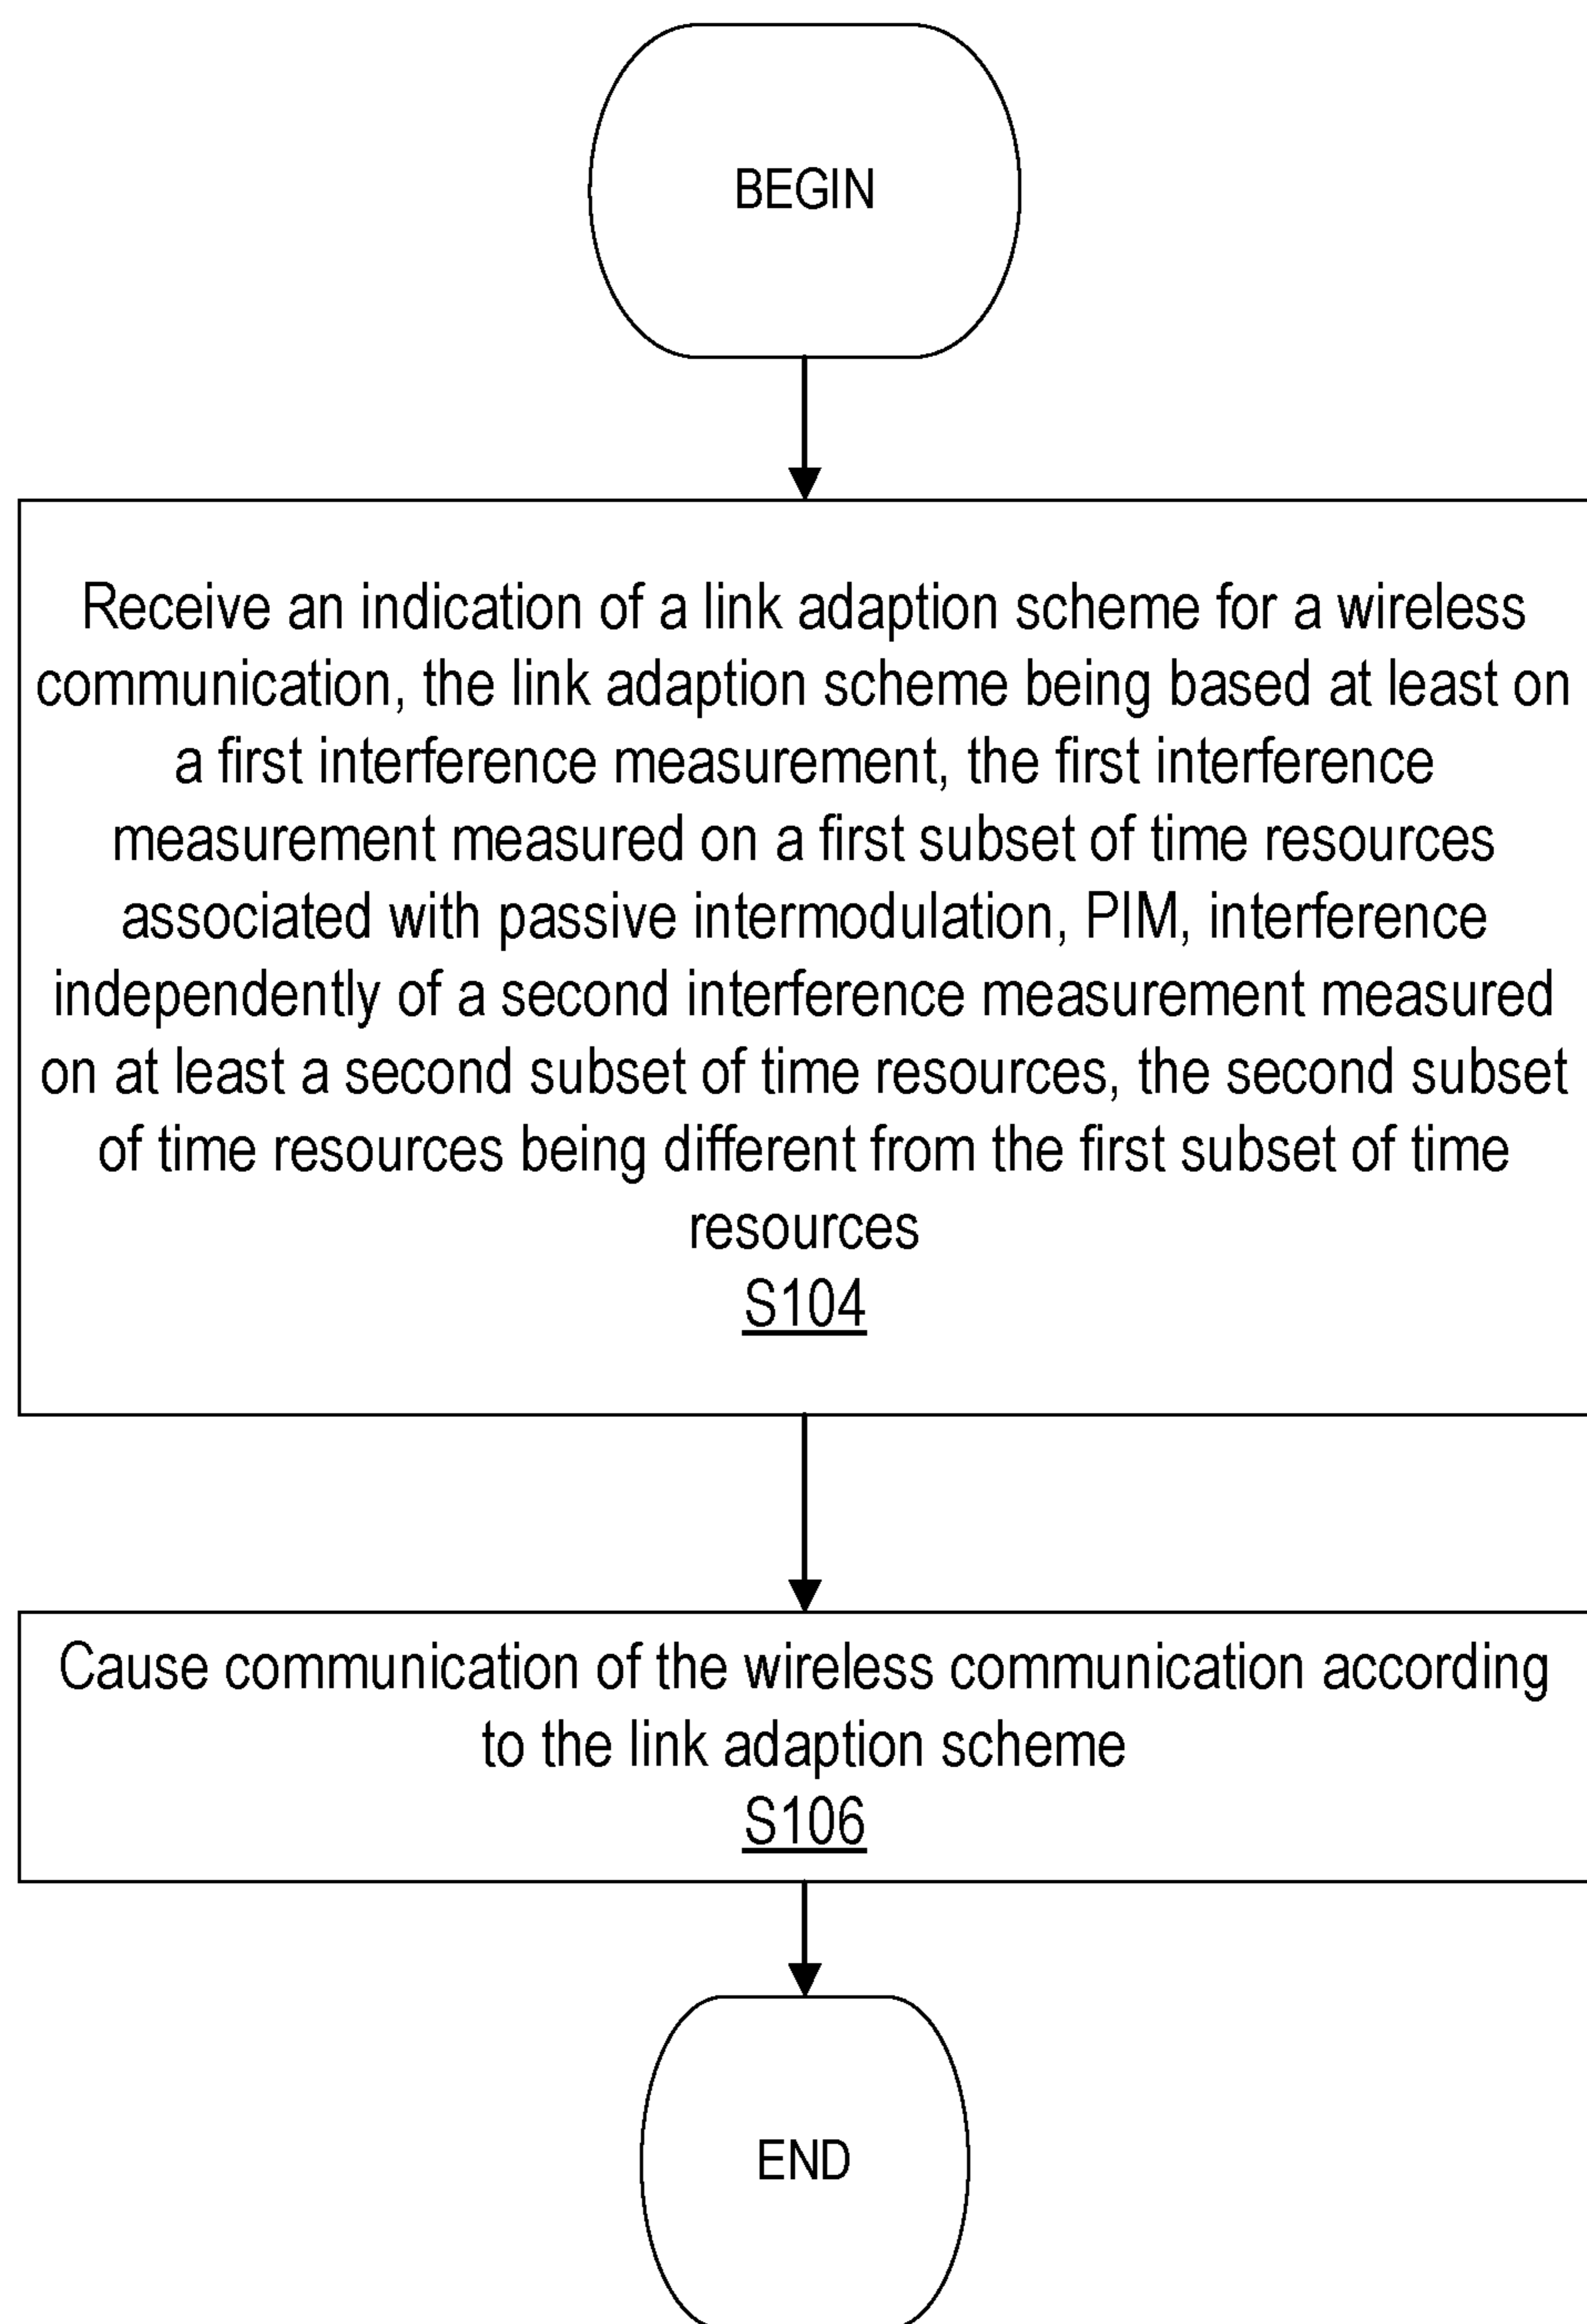 BEGIN
Receive an indication of a link adaption scheme for a wireless
communication, the link adaption scheme being based at least on
a first interference measurement, the first interference
measurement measured on a first subset of time resources
associated with passive intermodulation, PIM, interference
independently of a second interference measurement measured
on at least a second subset of time resources, the second subset
of time resources being different from the first subset of time
resources
S104
Cause communication of the wireless communication according
to the link adaption scheme
S106
END